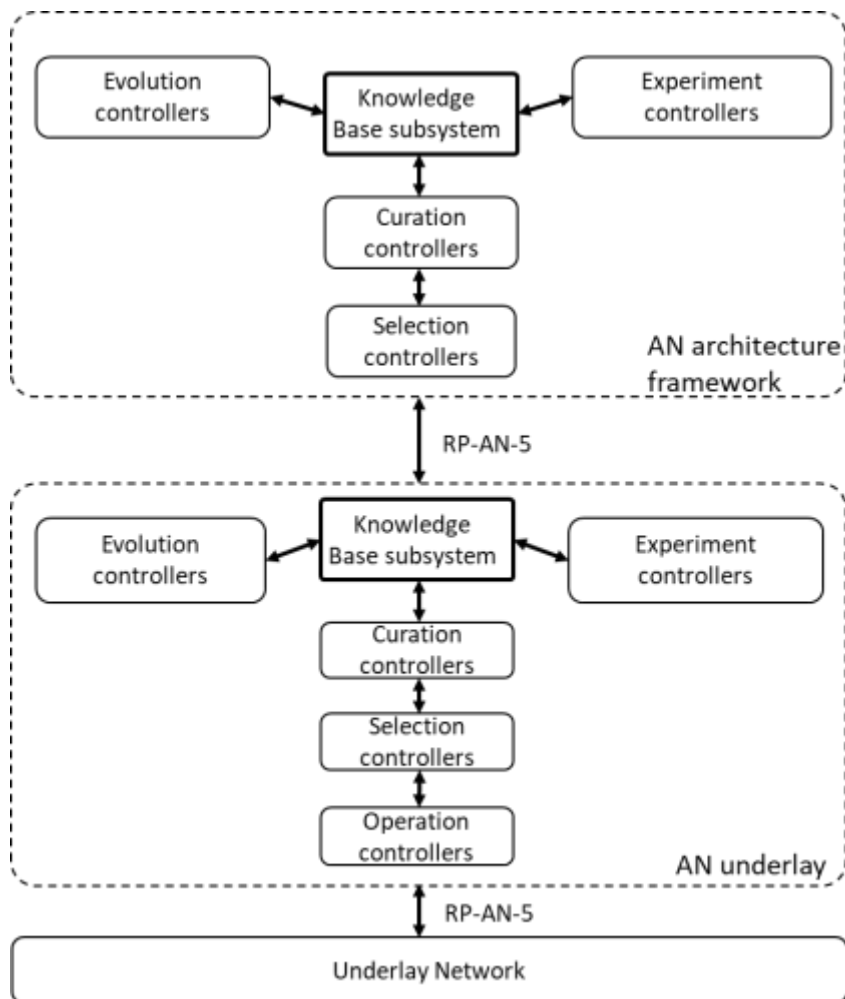 Evolution
controllers
Knowledge
Base subsystem
Experiment
controllers
Curation
controllers
Selection
controllers
AN architecture
framework
RP-AN-5
Evolution
controllers
Knowledge
Base subsystem
Experiment
controllers
Curation
controllers
Selection
controllers
Operation
controllers
AN underlay
RP-AN-5
Underlay Network